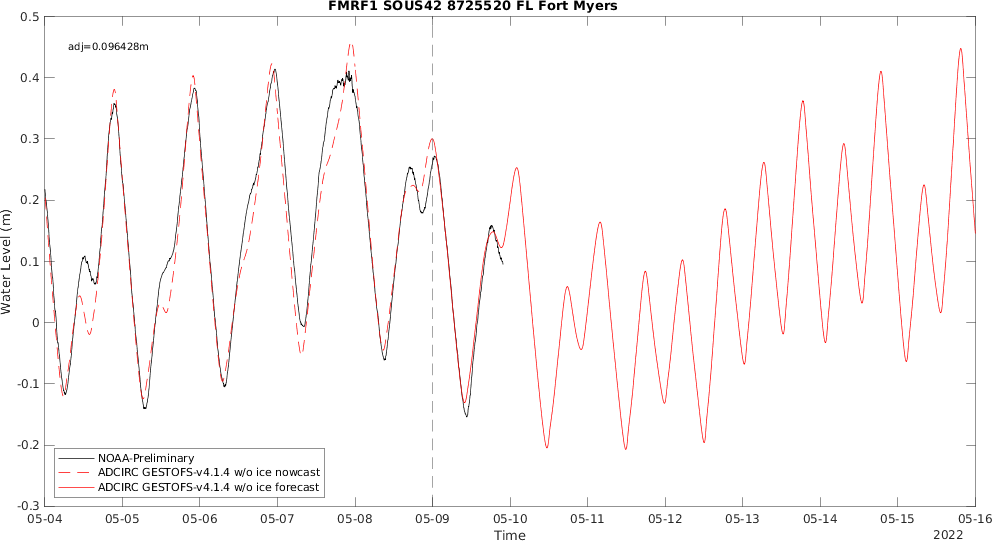 FMRF1 SOUS42 8725520 FL Fort Myers
adj=0.096428m
0.5
0.4
0.3
0.2
0.1
0
-0.1
-0.2
-0.3
Water Level (m)
NOAA-Preliminary
ADCIRC GESTOFS-v4.1.4 w/o ice nowcast
ADCIRC GESTOFS-v4.1.4 w/o ice forecast
05-04 05-05 05-06 05-07 05-08 05-09 05-10 05-11 05-12 05-13 05-14 05-15 05-16
Time
2022